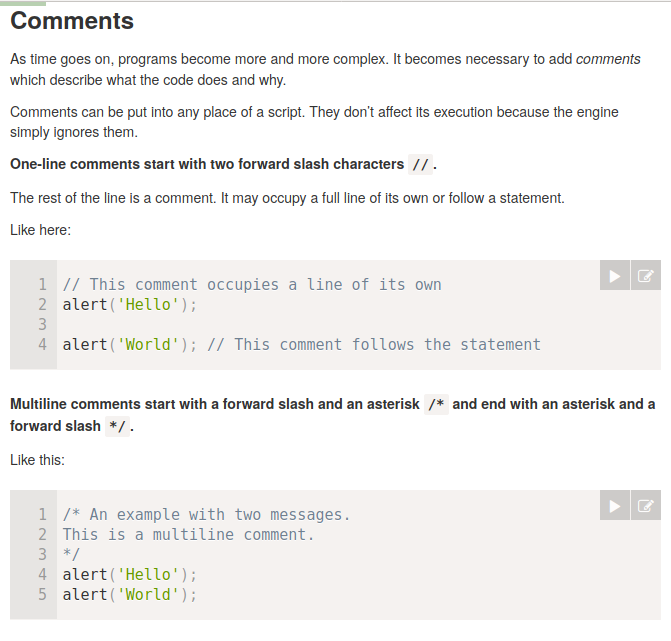 Comments
As time goes on, programs become more and more complex. It becomes necessary to add comments
which describe what the code does and why.
Comments can be put into any place of a script. They don’t affect its execution because the engine
simply ignores them.
One-line comments start with two forward slash characters //.
The rest of the line is a comment. It may occupy a full line of its own or follow a statement.
Like here:
1 // This comment occupies a line of its own
2 alert('Hello');
3
4 alert('World'); // This comment follows the statement
Multiline comments start with a forward slash and an asterisk /* and end with an asterisk and a
forward slash */.
Like this:
1 /* An example with two messages.
2 This is a multiline comment.
3 */
4 alert('Hello');
5 alert('World');